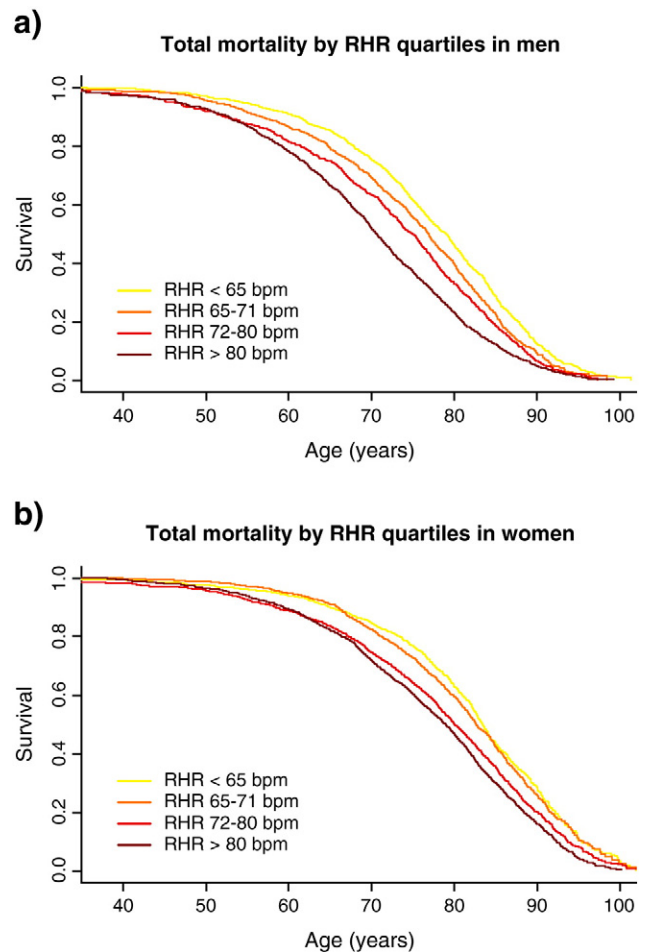 a)
Total mortality by RHR quartiles in men
1.0
0.8
0.6
0.4
0.2
0.0
Survival
RHR < 65 bpm
RHR 65-71 bpm
RHR 72-80 bpm
RHR > 80 bpm
40 50 60 70 80 90 100
Age (years)
b)
Total mortality by RHR quartiles in women
1.0
0.8
0.6
0.4
0.2
0.0
Survival
RHR < 65 bpm
RHR 65-71 bpm
RHR 72-80 bpm
RHR > 80 bpm
40 50 60 70 80 90 100
Age (years)